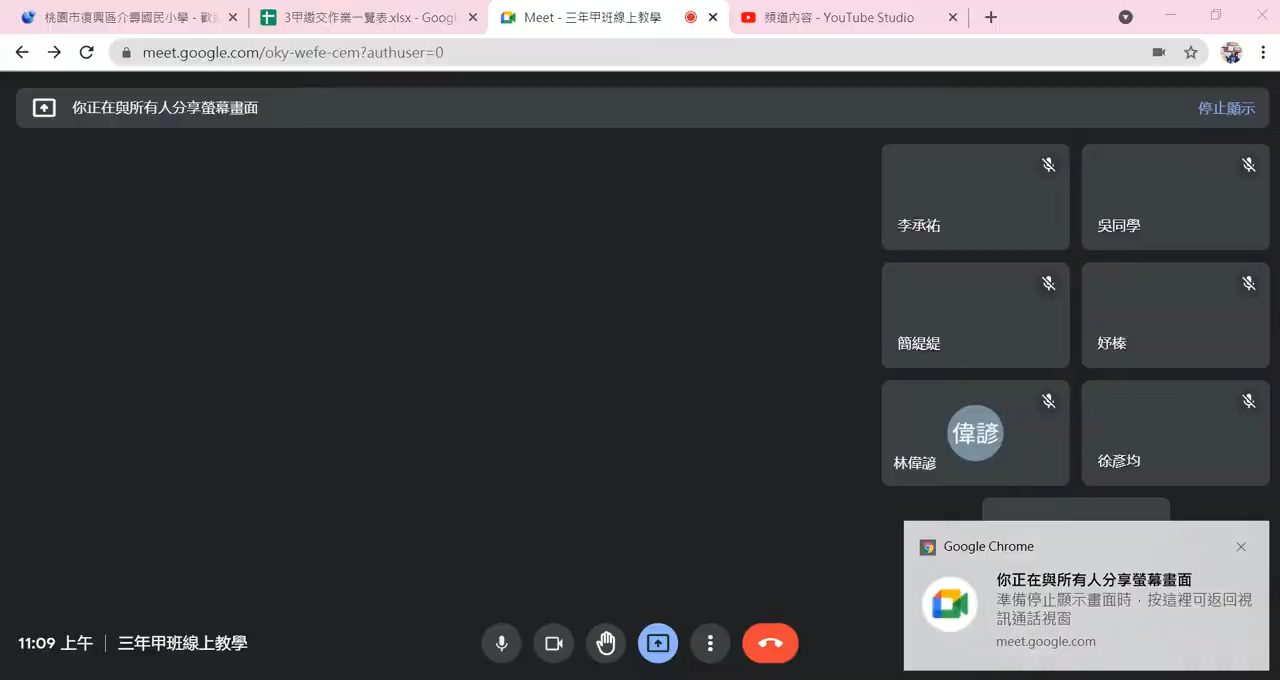 桃園市復興區介壽國民小學 - 歡
3甲繳交作業一覽表.xlsx - Googl
Meet - 三年甲班線上教學
頻道內容 - YouTube Studio
meet.google.com/oky-wefe-cem?authuser=0
你正在與所有人分享螢幕畫面
停止顯示
李承祐
吳同學
簡緹緹
妤榛
偉諺
林偉諺
徐彥均
Google Chrome
你正在與所有人分享螢幕畫面
準備停止顯示畫面時，按這裡可返回視
訊通話視窗
meet.google.com
11:09 上午
三年甲班線上教學